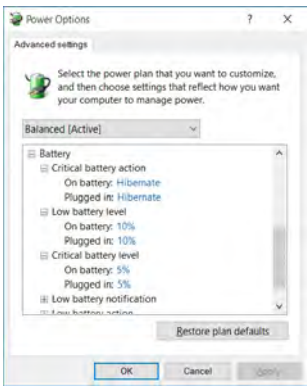 Power Options
Advanced settings
Select the power plan that you want to customize,
and then choose settings that reflect how you want
your computer to manage power.
Balanced [Active]
Battery
Critical battery action
On battery: Hibernate
Plugged in: Hibernate
Low battery level
On battery: 10%
Plugged in: 10%
Critical battery level
On battery: 5%
Plugged in: 5%
Low battery notification
Low battery action
Restore plan defaults
OK
Cancel
Apply